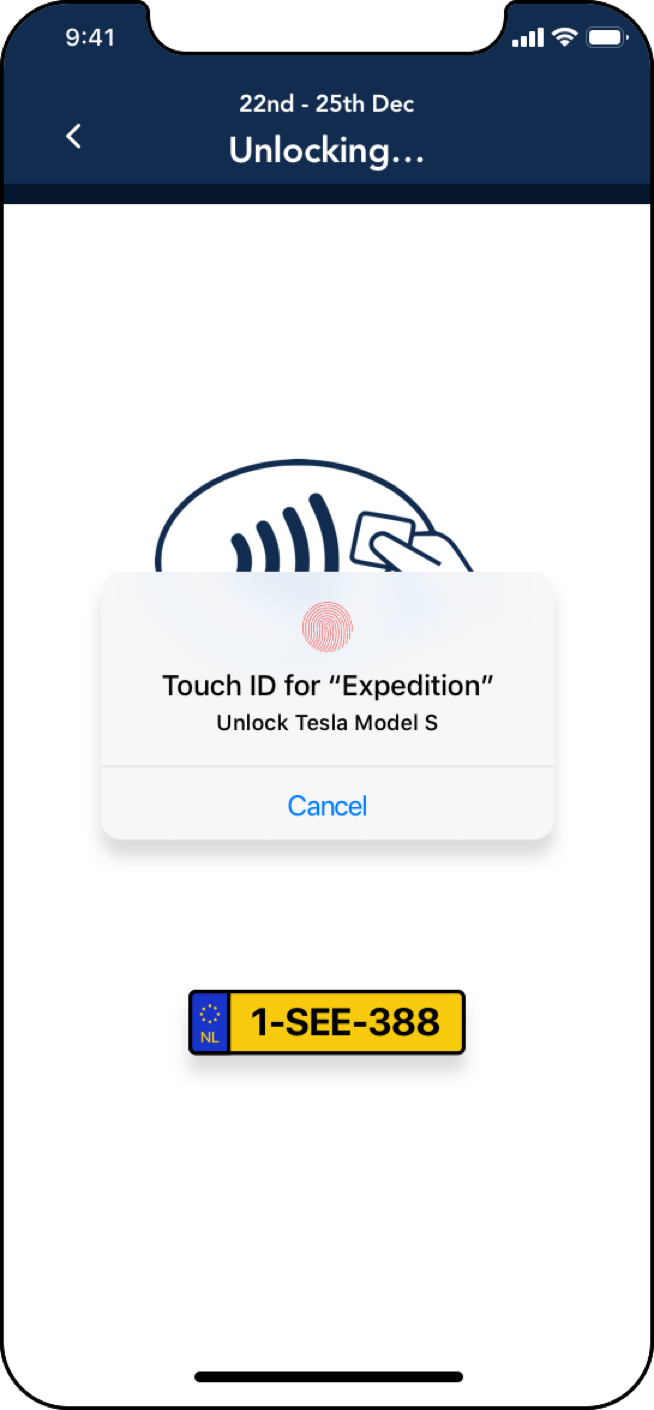 9:41
22nd - 25th Dec
Unlocking...
Touch ID for “Expedition”
Unlock Tesla Model S
Cancel
NL
1-SEE-388